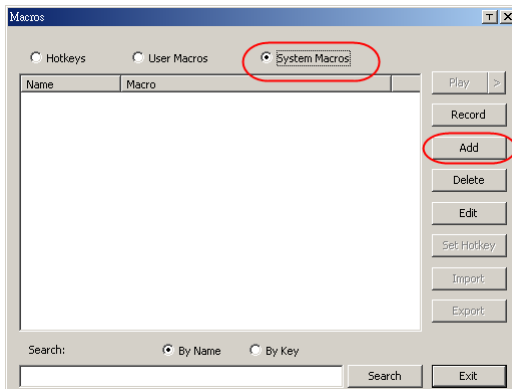 Macros
T X
Hotkeys User Macros System Macros
Name Macro
Play >
Record
Add
Delete
Edit
Set Hotkey
Import
Export
Search: By Name By Key
Search Exit